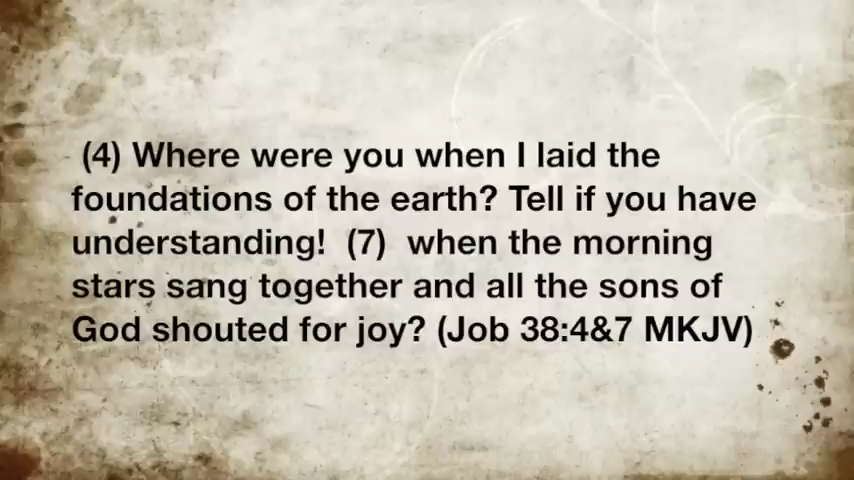 (4) Where were you when I laid the
foundations of the earth? Tell if you have
understanding!  (7)  when the morning
stars sang together and all the sons of
God shouted for joy? (Job 38:4&7 MKJV)